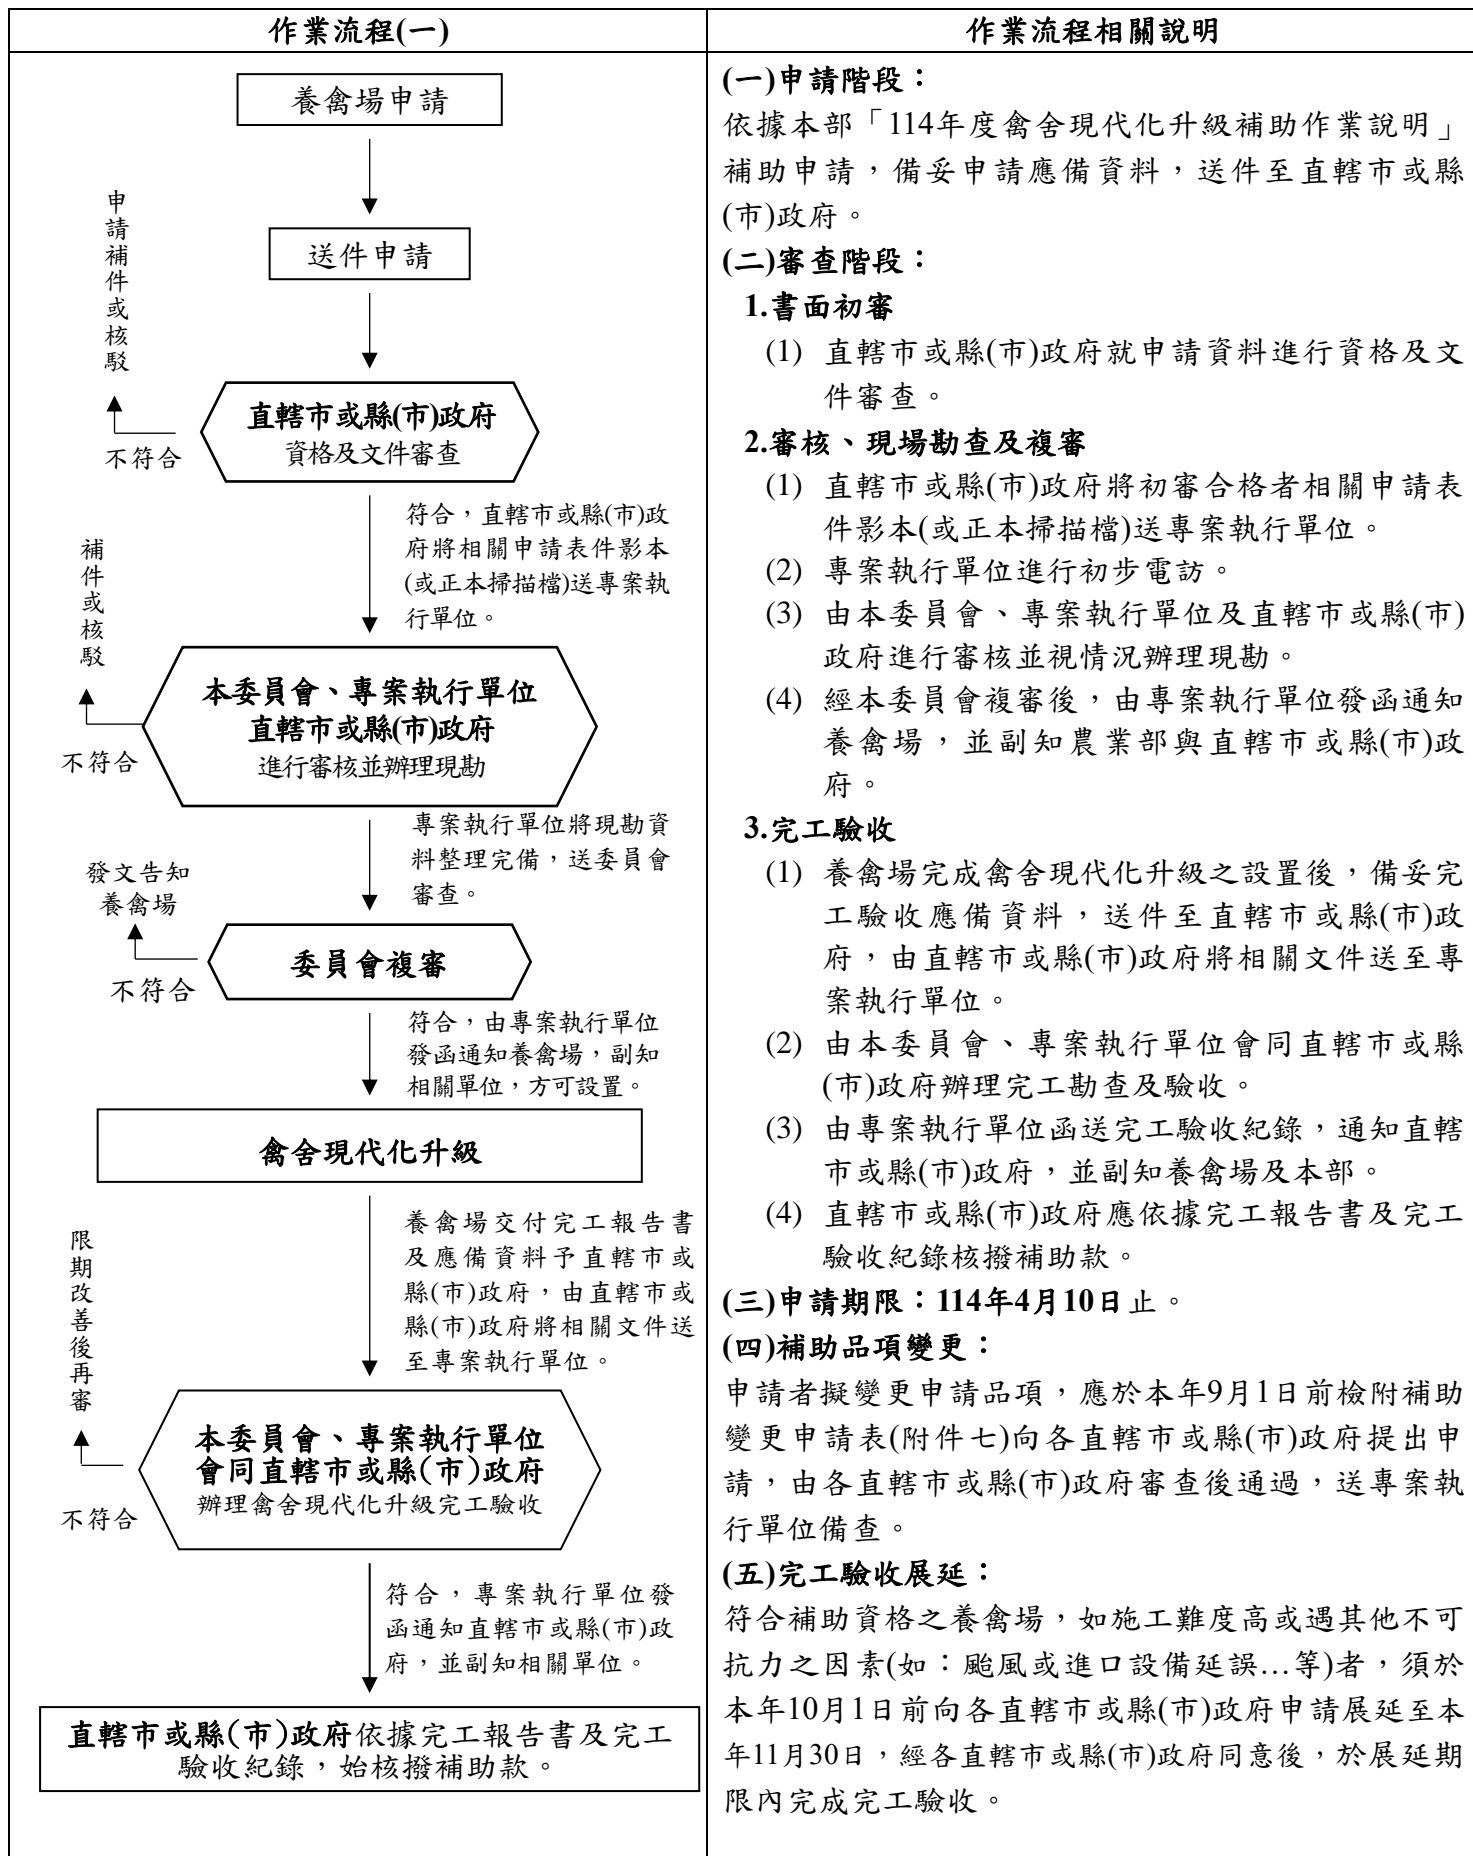 作業流程(一)
養禽場申請
送件申請
申請補件或核駁
直轄市或縣(市)政府
資格及文件審查
不符合
符合，直轄市或縣(市)政
府將相關申請表件影本
(或正本掃描檔)送專案執
行單位。
補件或核駁
本委員會、專案執行單位
直轄市或縣(市)政府
進行審核並辦理現勘
不符合
專案執行單位將現勘資
料整理完備，送委員會
審查。
發文告知
養禽場
委員會複審
不符合
符合，由專案執行單位
發函通知養禽場，副知
相關單位，方可設置。
禽舍現代化升級
養禽場交付完工報告書
及應備資料予直轄市或
縣(市)政府，由直轄市或
縣(市)政府將相關文件送
至專案執行單位。
限期改善後再審
本委員會、專案執行單位
會同直轄市或縣(市)政府
辦理禽舍現代化升級完工驗收
不符合
符合，專案執行單位發
函通知直轄市或縣(市)政
府，並副知相關單位。
直轄市或縣(市)政府依據完工報告書及完工
驗收紀錄，始核撥補助款。
作業流程相關說明
(一)申請階段：
依據本部「114年度禽舍現代化升級補助作業說明」
補助申請，備妥申請應備資料，送件至直轄市或縣
(市)政府。
(二)審查階段：
1.書面初審
(1) 直轄市或縣(市)政府就申請資料進行資格及文
件審查。
2.審核、現場勘查及複審
(1) 直轄市或縣(市)政府將初審合格者相關申請表
件影本(或正本掃描檔)送專案執行單位。
(2) 專案執行單位進行初步電訪。
(3) 由本委員會、專案執行單位及直轄市或縣(市)
政府進行審核並視情況辦理現勘。
(4) 經本委員會複審後，由專案執行單位發函通知
養禽場，並副知農業部與直轄市或縣(市)政
府。
3.完工驗收
(1) 養禽場完成禽舍現代化升級之設置後，備妥完
工驗收應備資料，送件至直轄市或縣(市)政
府，由直轄市或縣(市)政府將相關文件送至專
案執行單位。
(2) 由本委員會、專案執行單位會同直轄市或縣
(市)政府辦理完工勘查及驗收。
(3) 由專案執行單位函送完工驗收紀錄，通知直轄
市或縣(市)政府，並副知養禽場及本部。
(4) 直轄市或縣(市)政府應依據完工報告書及完工
驗收紀錄核撥補助款。
(三)申請期限：114年4月10日止。
(四)補助品項變更：
申請者擬變更申請品項，應於本年9月1日前檢附補助
變更申請表(附件七)向各直轄市或縣(市)政府提出申
請，由各直轄市或縣(市)政府審查後通過，送專案執
行單位備查。
(五)完工驗收展延：
符合補助資格之養禽場，如施工難度高或遇其他不可
抗力之因素(如：颱風或進口設備延誤…等)者，須於
本年10月1日前向各直轄市或縣(市)政府申請展延至本
年11月30日，經各直轄市或縣(市)政府同意後，於展延期
限內完成完工驗收。